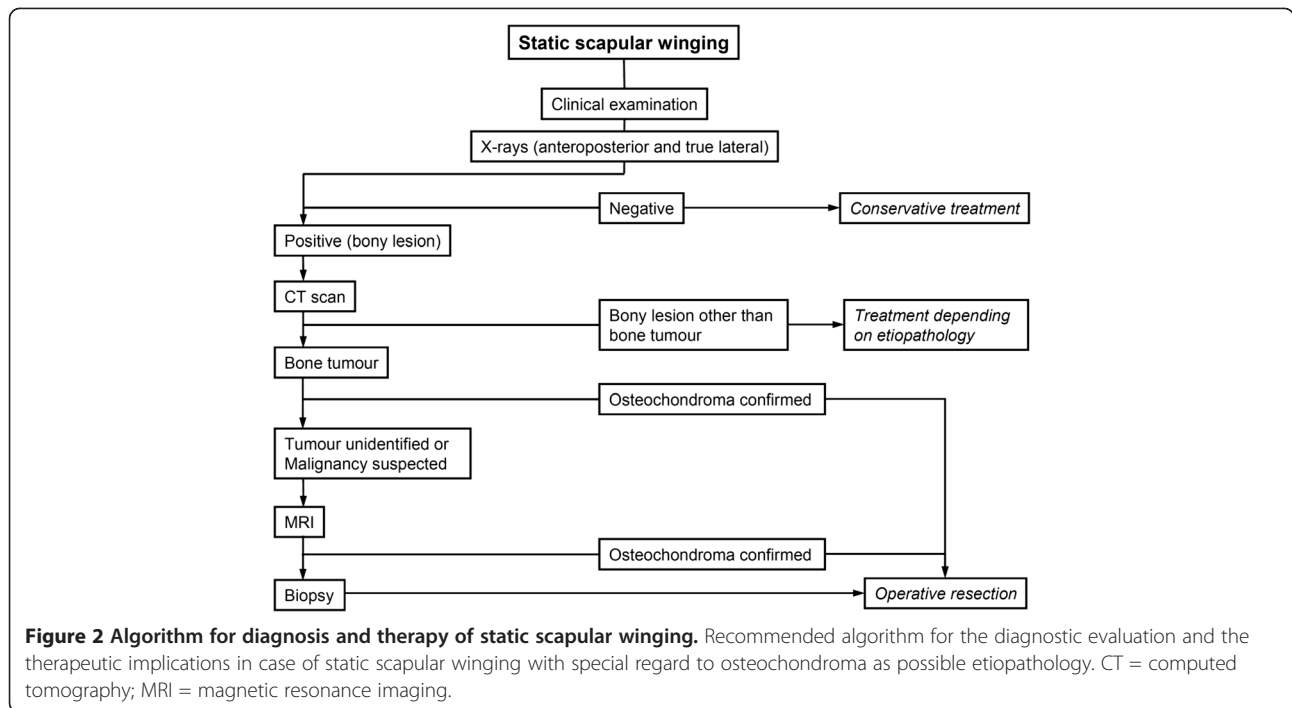 Static scapular winging
Clinical examination
X-rays (anteroposterior and true lateral)
Negative
Conservative treatment
Positive (bony lesion)
CT scan
Bony lesion other than
bone tumour
Treatment depending
on etiopathology
Bone tumour
Osteochondroma confirmed
Tumour unidentified or
Malignancy suspected
MRI
Osteochondroma confirmed
Biopsy
Operative resection
Figure 2 Algorithm for diagnosis and therapy of static scapular winging. Recommended algorithm for the diagnostic evaluation and the
therapeutic implications in case of static scapular winging with special regard to osteochondroma as possible etiopathology. CT = computed
tomography; MRI = magnetic resonance imaging.